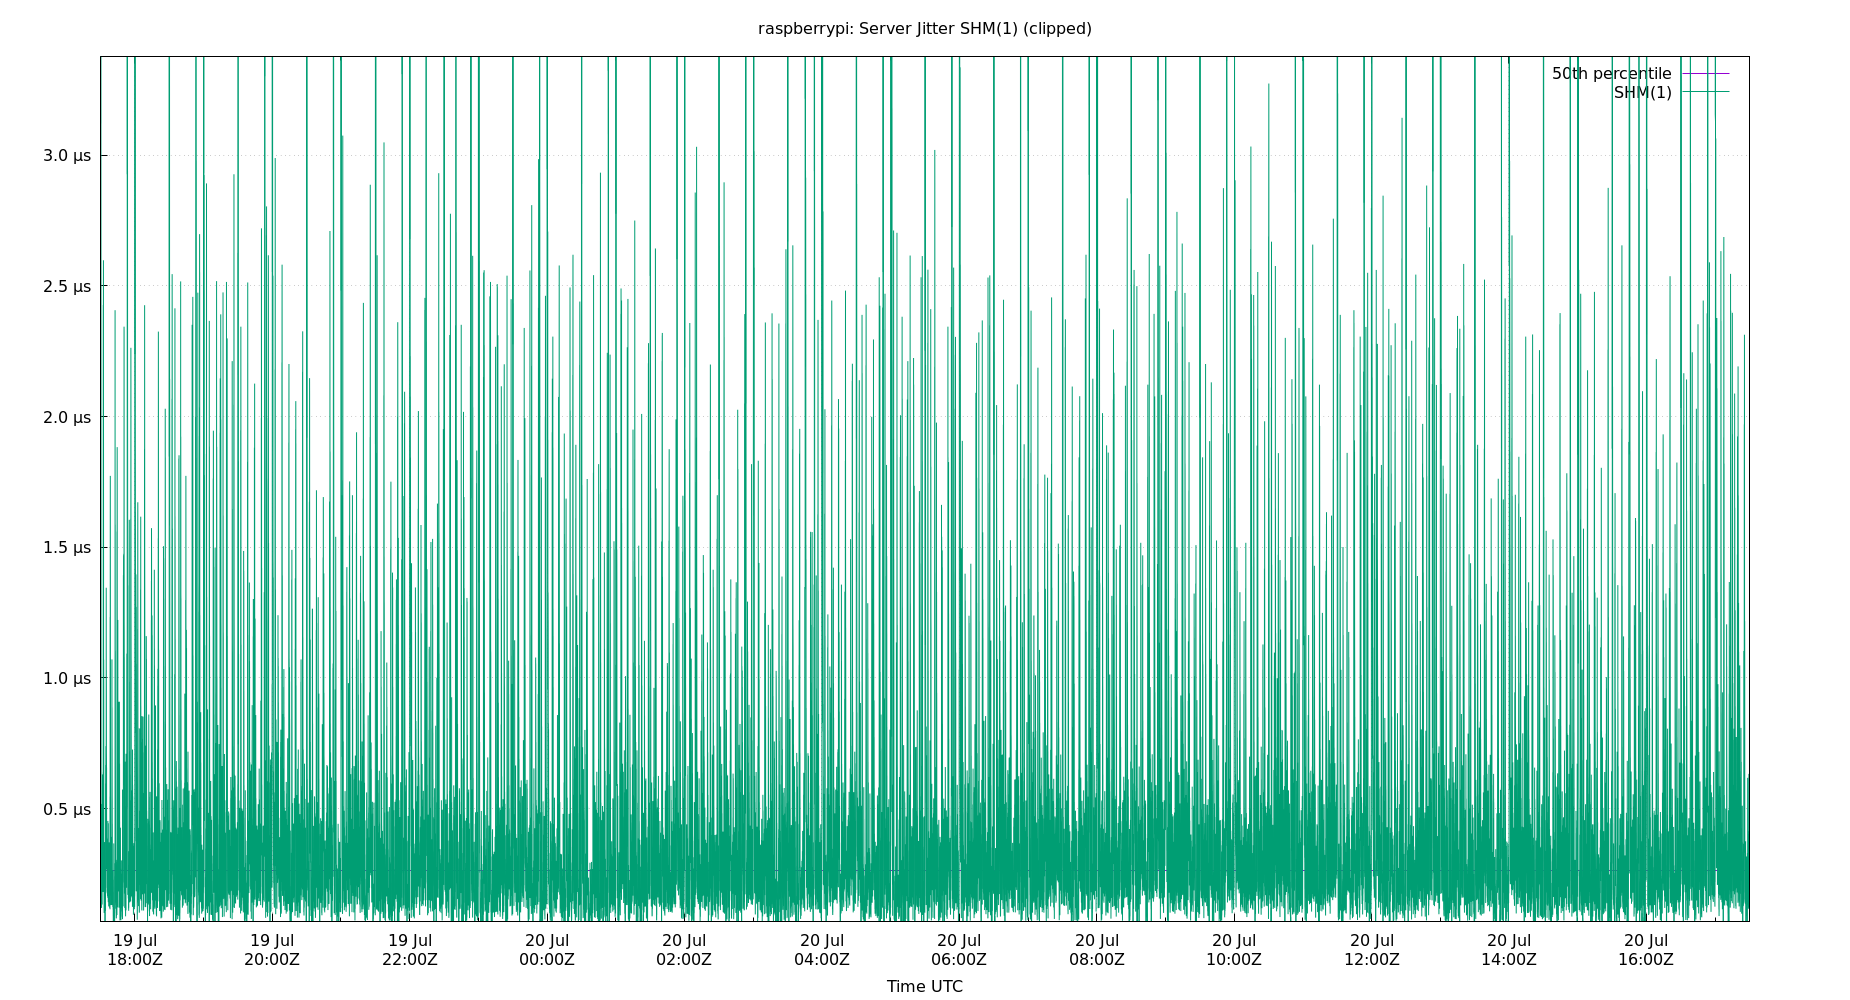 raspberrypi: Server Jitter SHM(1) (clipped)
50th percentile
SHM(1)
3.0 µs
2.5 µs
2.0 µs
1.5 µs
1.0 µs
0.5 µs
19 Jul 19 Jul 19 Jul 20 Jul 20 Jul 20 Jul 20 Jul 20 Jul 20 Jul 20 Jul 20 Jul 20 Jul
18:00Z 20:00Z 22:00Z 00:00Z 02:00Z 04:00Z 06:00Z 08:00Z 10:00Z 12:00Z 14:00Z 16:00Z
Time UTC